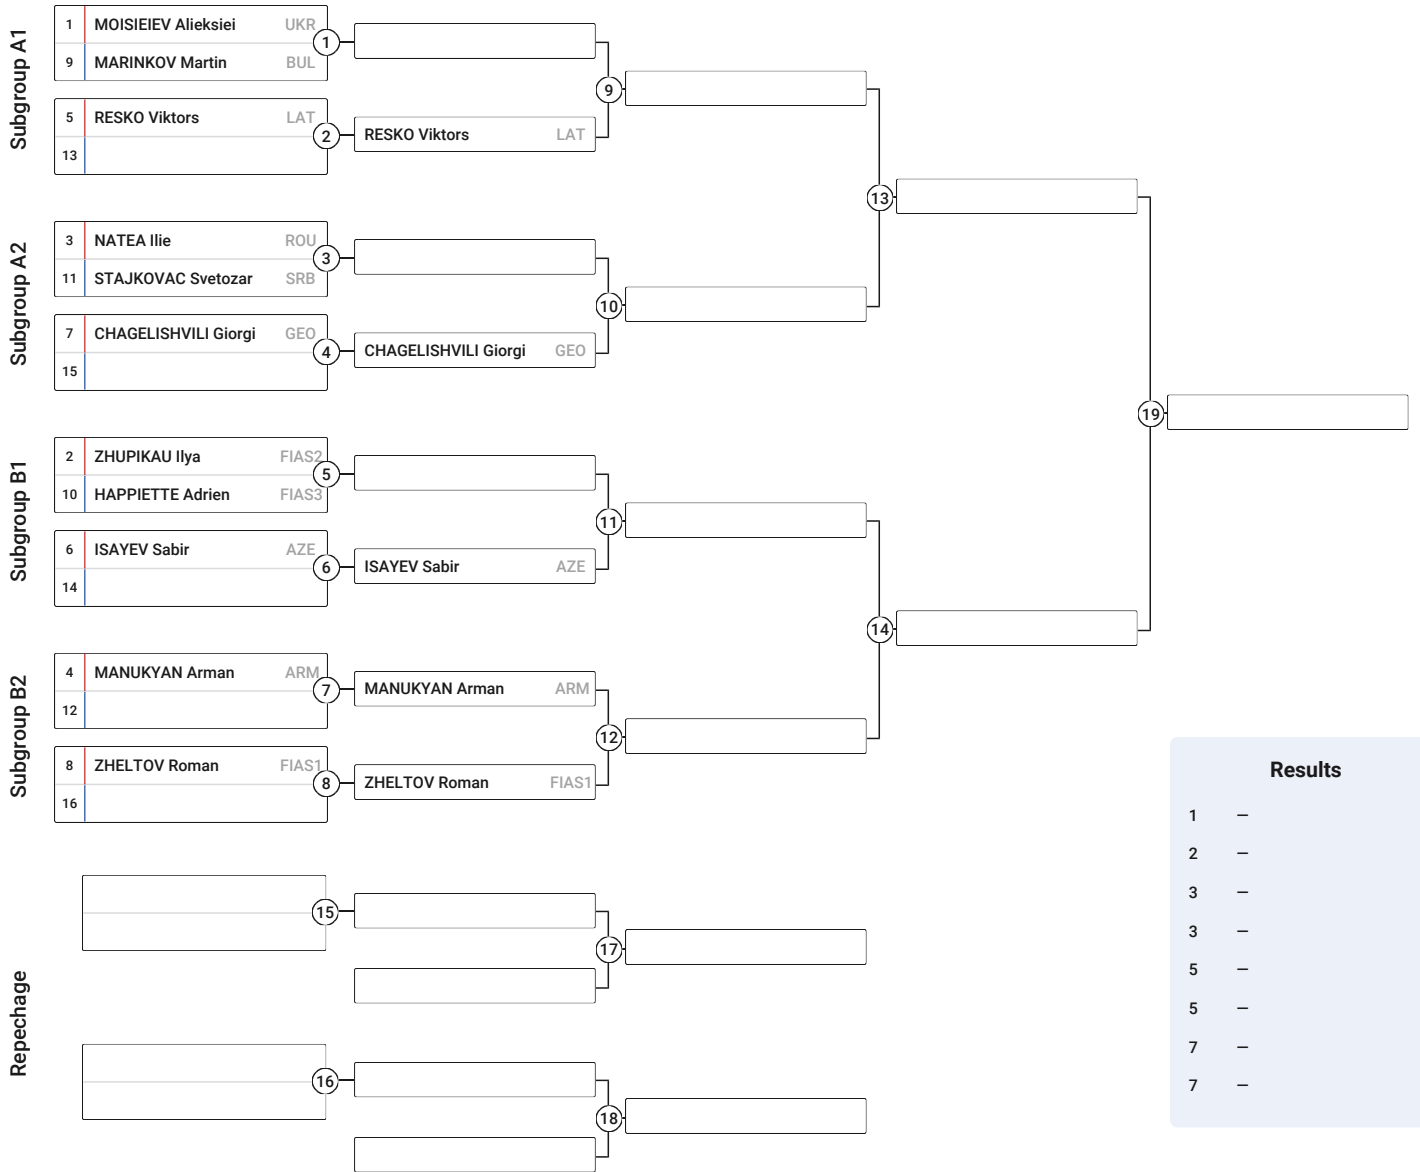 Subgroup A1
1 MOISIEIEV Alieksiei UKR
9 MARINKOV Martin BUL
1
5 RESKO Viktors LAT
13
2
RESKO Viktors LAT
9
Subgroup A2
3 NATEA Ilie ROU
11 STAJKOVAC Svetozar SRB
3
7 CHAGELISHVILI Giorgi GEO
15
4
CHAGELISHVILI Giorgi GEO
10
13
Subgroup B1
2 ZHUPIKAU Ilya FIAS2
10 HAPPIETTE Adrien FIAS3
5
6 ISAYEV Sabir AZE
14
6
ISAYEV Sabir AZE
11
Subgroup B2
4 MANUKYAN Arman ARM
12
7
MANUKYAN Arman ARM
8 ZHELTOV Roman FIAS1
16
8
ZHELTOV Roman FIAS1
12
14
19
Repechage
15
17
16
18
Results
1 –
2 –
3 –
3 –
5 –
5 –
7 –
7 –